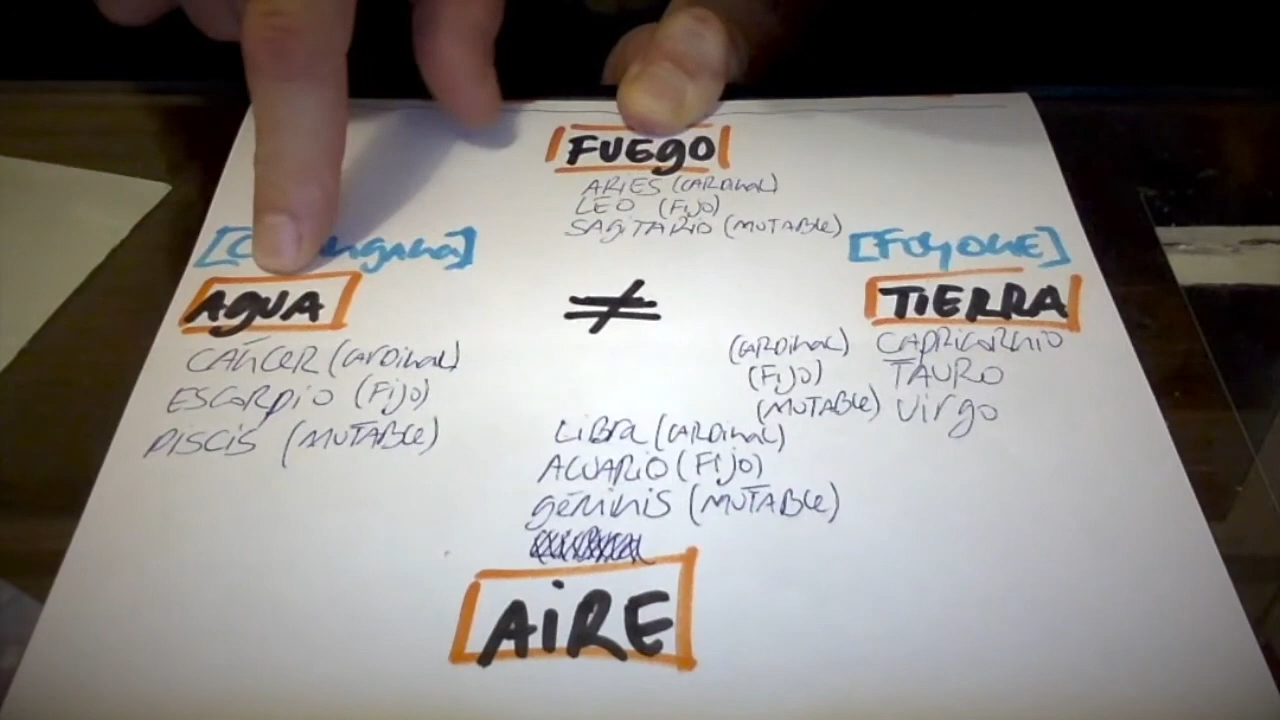 FUEGO
ARIES (CARDINAL)
LEO (FIJO)
SAGITARIO (MUTABLE)
AGUA
CÁNCER (CARDINAL)
ESCORPIO (FIJO)
PISCIS (MUTABLE)
≠
TIERRA
(CARDINAL) CAPRICORNIO
(FIJO) TAURO
(MUTABLE) VIRGO
LIBRA (CARDINAL)
ACUARIO (FIJO)
GÉMINIS (MUTABLE)
AIRE